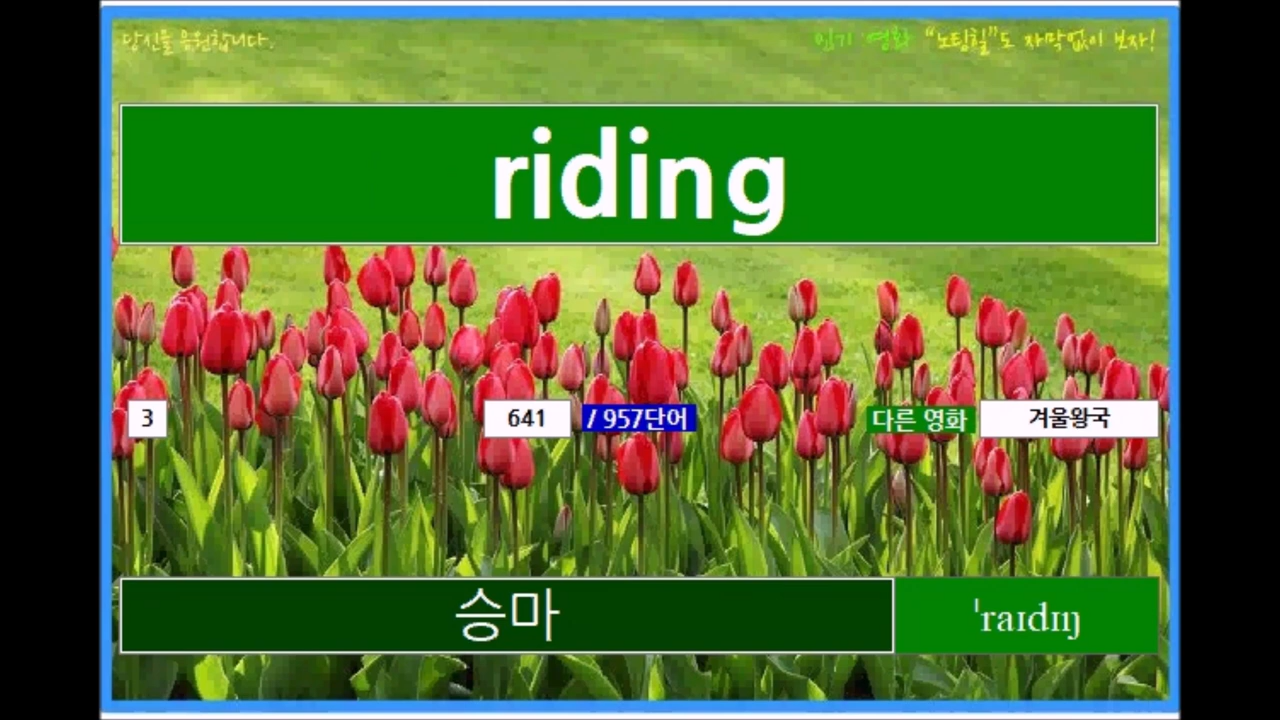 당신을 응원합니다.
인기 영화 “노팅힐”도 자막없이 보자!
riding
3
641 / 957단어
다른 영화 겨울왕국
승마
ˈraɪdɪŋ